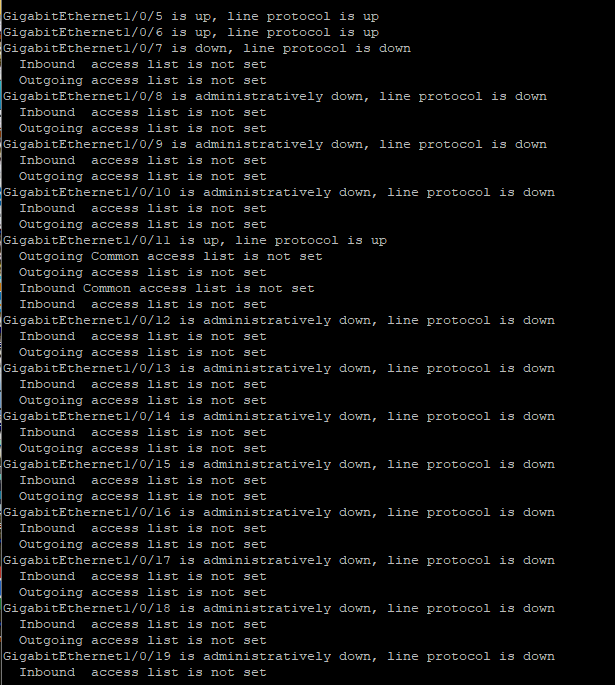 GigabitEthernet1/0/5 is up, line protocol is up
GigabitEthernet1/0/6 is up, line protocol is up
GigabitEthernet1/0/7 is down, line protocol is down
  Inbound  access list is not set
  Outgoing access list is not set
GigabitEthernet1/0/8 is administratively down, line protocol is down
  Inbound  access list is not set
  Outgoing access list is not set
GigabitEthernet1/0/9 is administratively down, line protocol is down
  Inbound  access list is not set
  Outgoing access list is not set
GigabitEthernet1/0/10 is administratively down, line protocol is down
  Inbound  access list is not set
  Outgoing access list is not set
GigabitEthernet1/0/11 is up, line protocol is up
  Outgoing Common access list is not set
  Outgoing access list is not set
  Inbound Common access list is not set
  Inbound  access list is not set
GigabitEthernet1/0/12 is administratively down, line protocol is down
  Inbound  access list is not set
  Outgoing access list is not set
GigabitEthernet1/0/13 is administratively down, line protocol is down
  Inbound  access list is not set
  Outgoing access list is not set
GigabitEthernet1/0/14 is administratively down, line protocol is down
  Inbound  access list is not set
  Outgoing access list is not set
GigabitEthernet1/0/15 is administratively down, line protocol is down
  Inbound  access list is not set
  Outgoing access list is not set
GigabitEthernet1/0/16 is administratively down, line protocol is down
  Inbound  access list is not set
  Outgoing access list is not set
GigabitEthernet1/0/17 is administratively down, line protocol is down
  Inbound  access list is not set
  Outgoing access list is not set
GigabitEthernet1/0/18 is administratively down, line protocol is down
  Inbound  access list is not set
  Outgoing access list is not set
GigabitEthernet1/0/19 is administratively down, line protocol is down
  Inbound  access list is not set